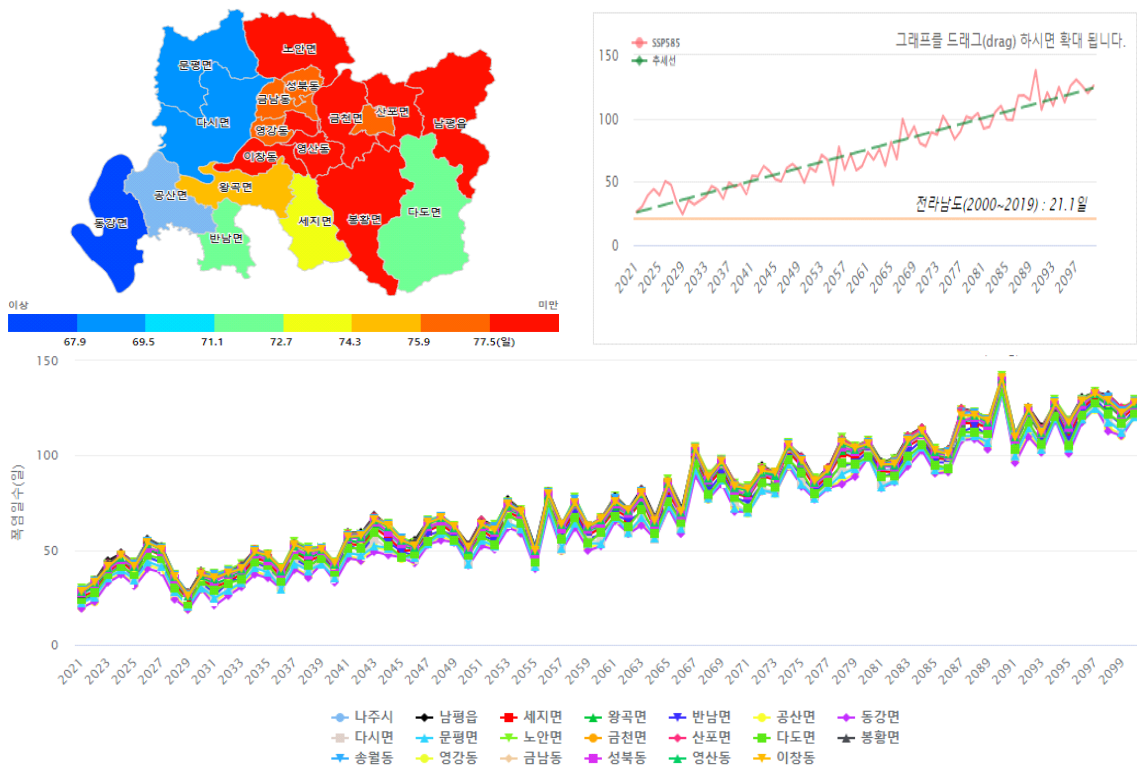 노안면
문평면
성북동
금남동
금천면
산포면
남평읍
다시면
영강동
영산동
이창동
왕곡면
공산면
세지면
봉황면
다도면
동강면
반남면
이상
미만
67.9 69.5 71.1 72.7 74.3 75.9 77.5(일)
SSP585
추세선
그래프를 드래그(drag) 하시면 확대 됩니다.
150
100
50
0
전라남도(2000~2019) : 21.1일
2021 2025 2029 2033 2037 2041 2045 2049 2053 2057 2061 2065 2069 2073 2077 2081 2085 2089 2093 2097
폭염일수(일)
150
100
50
0
2021 2023 2025 2027 2029 2031 2033 2035 2037 2039 2041 2043 2045 2047 2049 2051 2053 2055 2057 2059 2061 2063 2065 2067 2069 2071 2073 2075 2077 2079 2081 2083 2085 2087 2089 2091 2093 2095 2097 2099
나주시 남평읍 세지면 왕곡면 반남면 공산면 동강면
다시면 문평면 노안면 금천면 산포면 다도면 봉황면
송월동 영강동 금남동 성북동 영산동 이창동